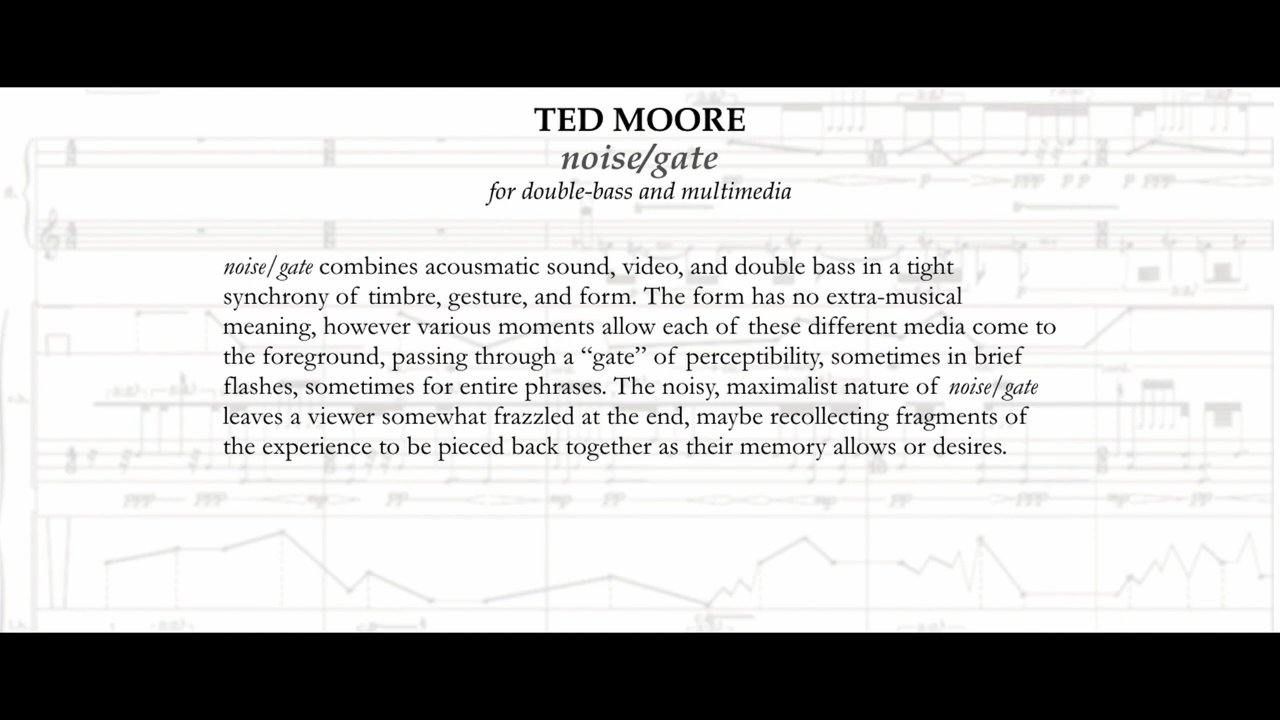 TED MOORE
noise/gate
for double-bass and multimedia
noise/gate combines acousmatic sound, video, and double bass in a tight
synchrony of timbre, gesture, and form. The form has no extra-musical
meaning, however various moments allow each of these different media come to
the foreground, passing through a “gate” of perceptibility, sometimes in brief
flashes, sometimes for entire phrases. The noisy, maximalist nature of noise/gate
leaves a viewer somewhat frazzled at the end, maybe recollecting fragments of
the experience to be pieced back together as their memory allows or desires.